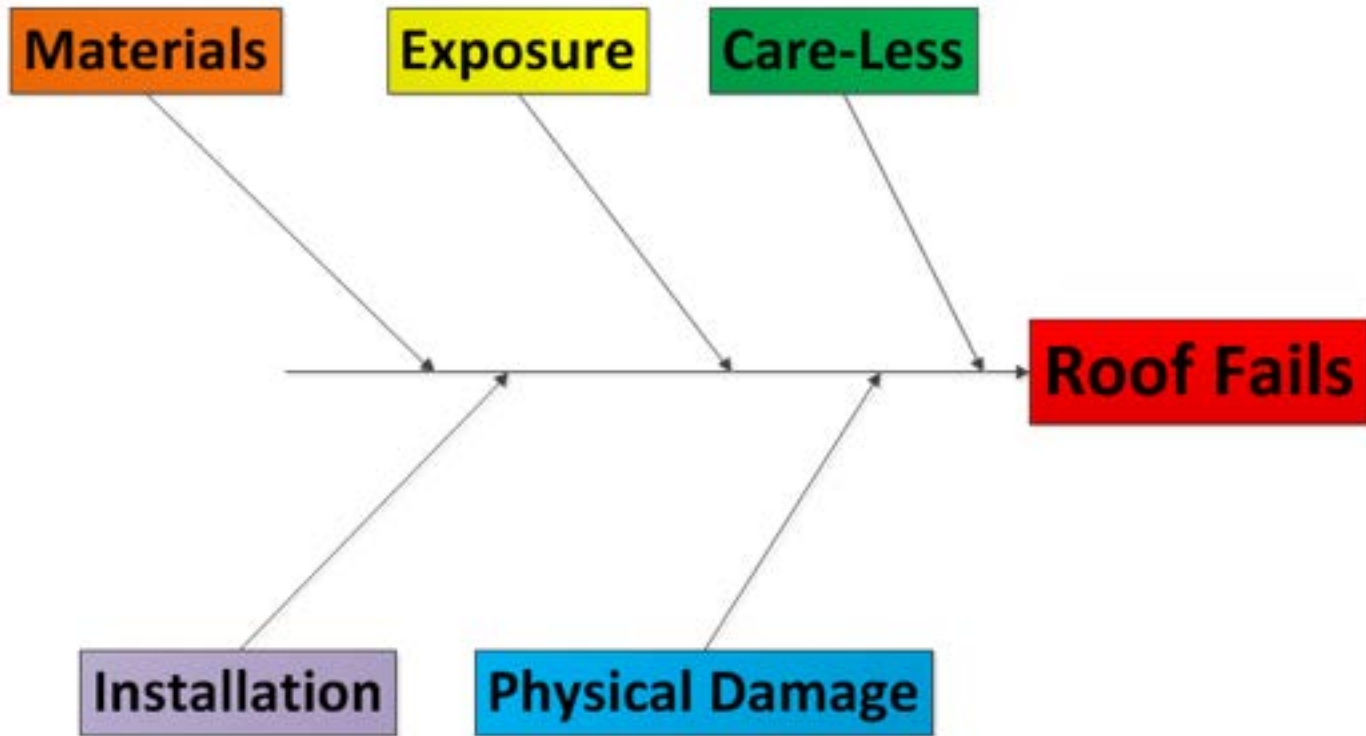 Materials
Exposure
Care-Less
Roof Fails
Installation
Physical Damage